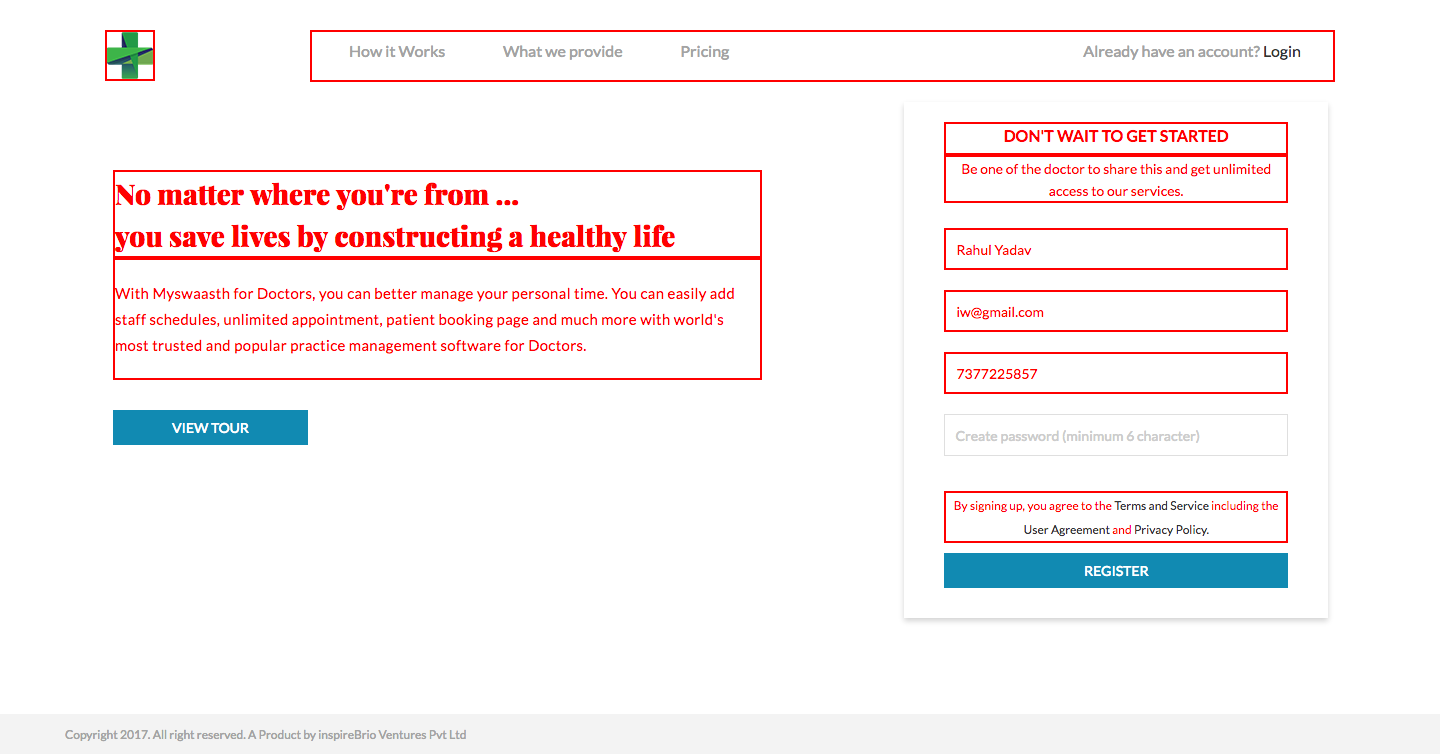 How it Works What we provide Pricing Already have an account? Login
No matter where you're from ...
you save lives by constructing a healthy life
With Myswaasth for Doctors, you can better manage your personal time. You can easily add
staff schedules, unlimited appointment, patient booking page and much more with world's
most trusted and popular practice management software for Doctors.
VIEW TOUR
DON'T WAIT TO GET STARTED
Be one of the doctor to share this and get unlimited
access to our services.
Rahul Yadav
iw@gmail.com
7377225857
Create password (minimum 6 character)
By signing up, you agree to the Terms and Service including the
User Agreement and Privacy Policy.
REGISTER
Copyright 2017. All right reserved. A Product by inspireBrio Ventures Pvt Ltd